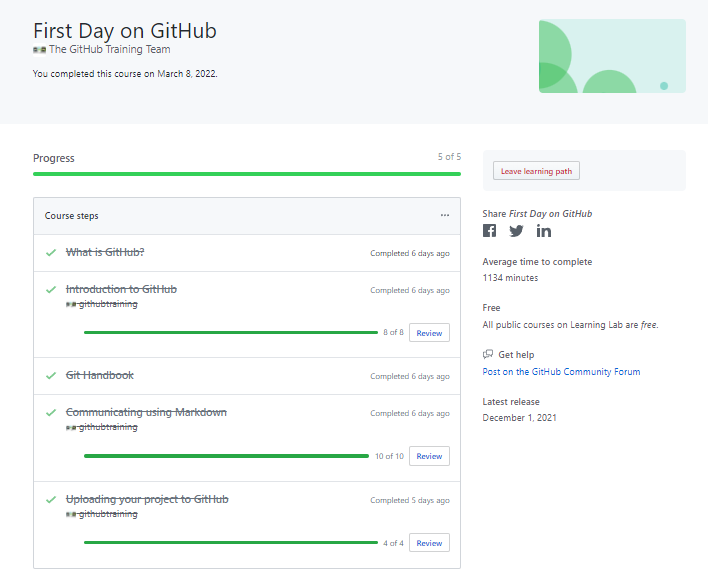 First Day on GitHub
The GitHub Training Team
You completed this course on March 8, 2022.
Progress
5 of 5
Course steps
...
What is GitHub?
Completed 6 days ago
Introduction to GitHub
Completed 6 days ago
githubtraining
8 of 8
Review
Git Handbook
Completed 6 days ago
Communicating using Markdown
Completed 6 days ago
githubtraining
10 of 10
Review
Uploading your project to GitHub
Completed 5 days ago
githubtraining
4 of 4
Review
Leave learning path
Share First Day on GitHub
Average time to complete
1134 minutes
Free
All public courses on Learning Lab are free.
Get help
Post on the GitHub Community Forum
Latest release
December 1, 2021